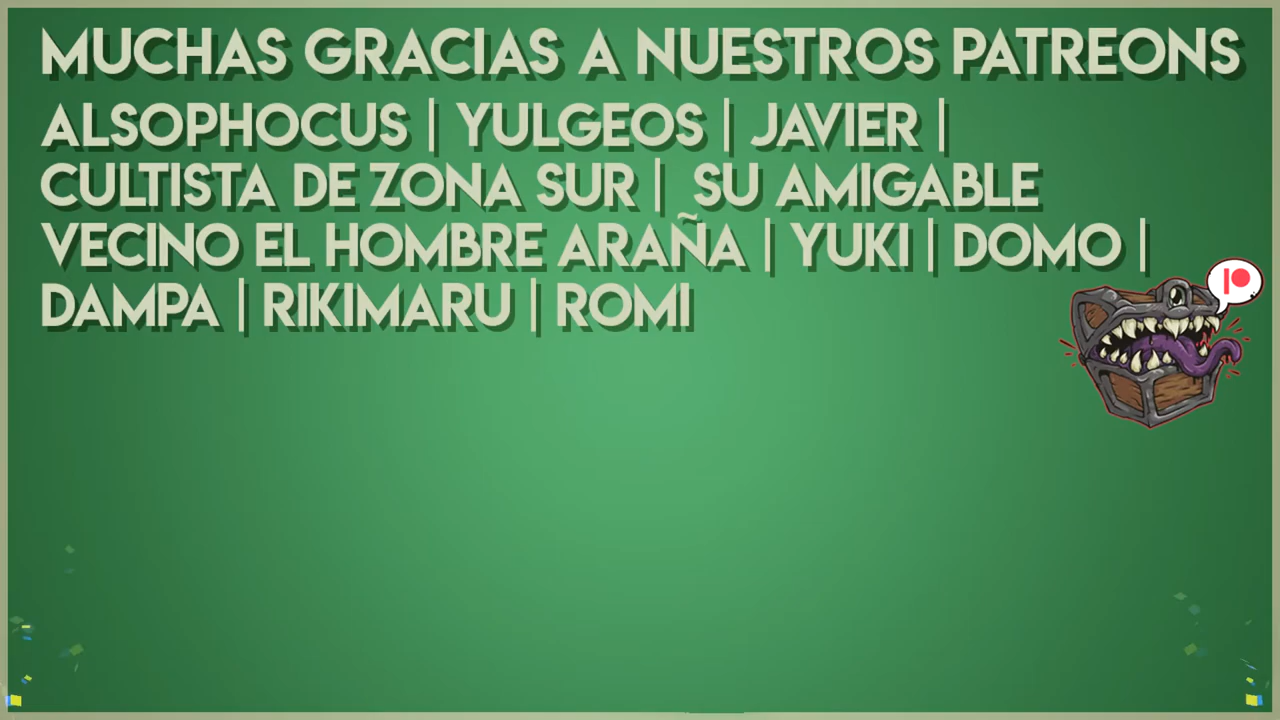 MUCHAS GRACIAS A NUESTROS PATREONS
ALSOPHOCUS | YULGEOS | JAVIER |
CULTISTA DE ZONA SUR | SU AMIGABLE
VECINO EL HOMBRE ARAÑA | YUKI | DOMO |
DAMPA | RIKIMARU | ROMI